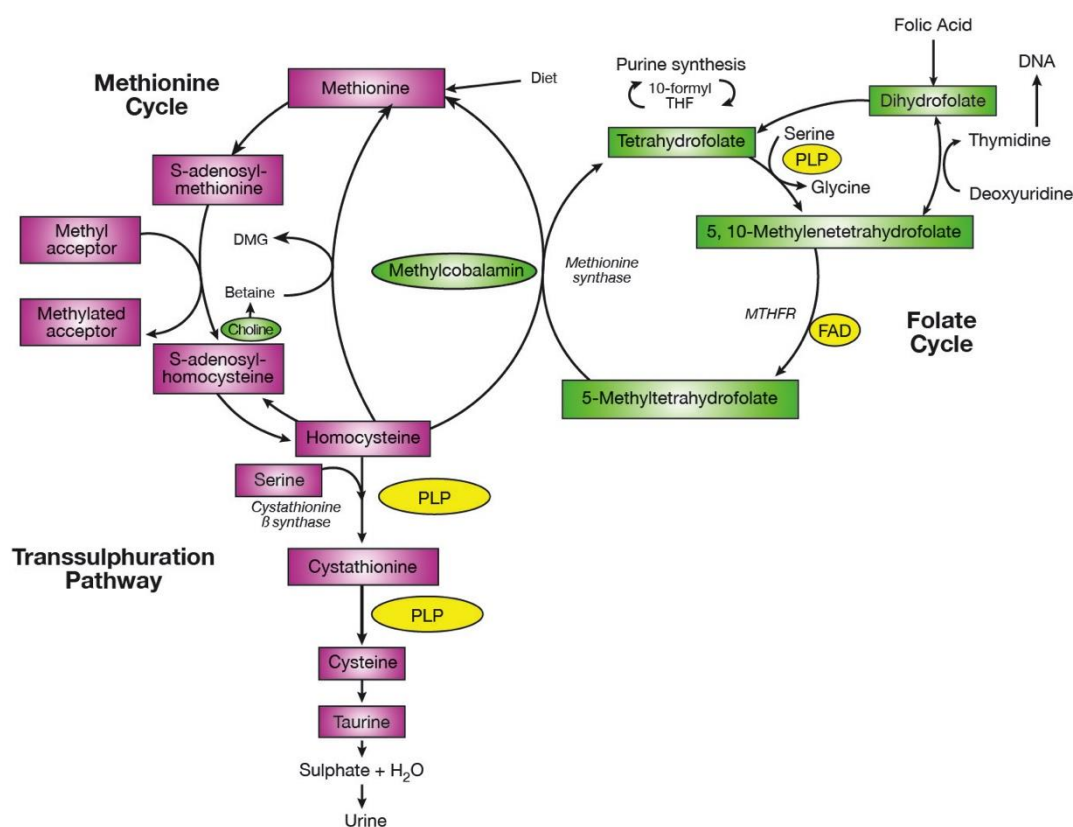 Methionine
Cycle
Methionine
Diet
S-adenosyl-
methionine
Methyl
acceptor
Methylated
acceptor
DMG
Betaine
Choline
S-adenosyl-
homocysteine
Homocysteine
Methylcobalamin
Methionine
synthase
Purine synthesis
10-formyl
THF
Tetrahydrofolate
Serine
PLP
Glycine
Folic Acid
Dihydrofolate
DNA
Thymidine
Deoxyuridine
5, 10-Methylenetetrahydrofolate
MTHFR
FAD
Folate
Cycle
5-Methyltetrahydrofolate
Serine
Cystathionine
ß synthase
PLP
Transsulphuration
Pathway
Cystathionine
PLP
Cysteine
Taurine
Sulphate + H₂O
Urine